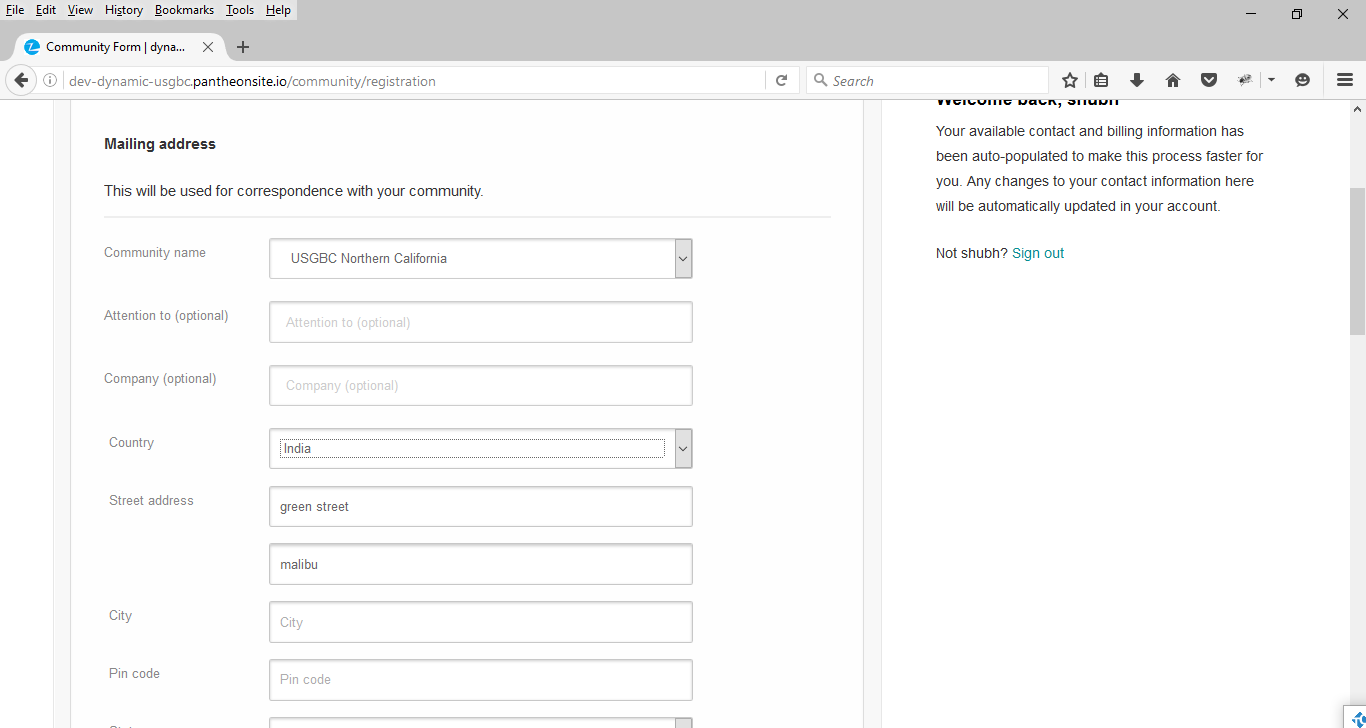 File Edit View History Bookmarks Tools Help
Community Form | dyna...
dev-dynamic-usgbc.pantheonsite.io/community/registration
Search
Mailing address
This will be used for correspondence with your community.
Community name
USGBC Northern California
Attention to (optional)
Attention to (optional)
Company (optional)
Company (optional)
Country
India
Street address
green street
malibu
City
City
Pin code
Pin code
Welcome back, shubh
Your available contact and billing information has
been auto-populated to make this process faster for
you. Any changes to your contact information here
will be automatically updated in your account.
Not shubh? Sign out